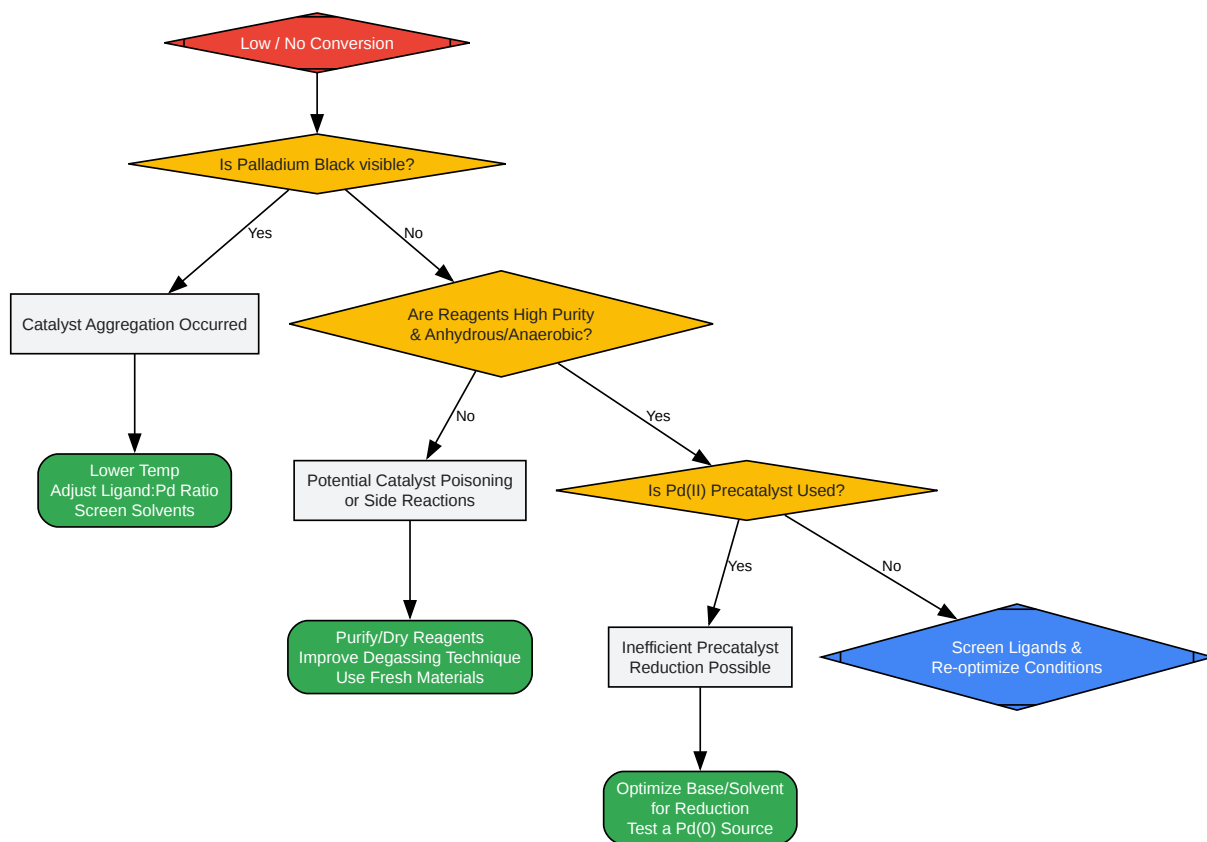 Low / No Conversion
Is Palladium Black visible?
Yes
No
Catalyst Aggregation Occurred
Are Reagents High Purity
& Anhydrous/Anaerobic?
No
Yes
Lower Temp
Adjust Ligand:Pd Ratio
Screen Solvents
Potential Catalyst Poisoning
or Side Reactions
Is Pd(II) Precatalyst Used?
Yes
No
Purify/Dry Reagents
Improve Degassing Technique
Use Fresh Materials
Inefficient Precatalyst
Reduction Possible
Screen Ligands &
Re-optimize Conditions
Optimize Base/Solvent
for Reduction
Test a Pd(0) Source